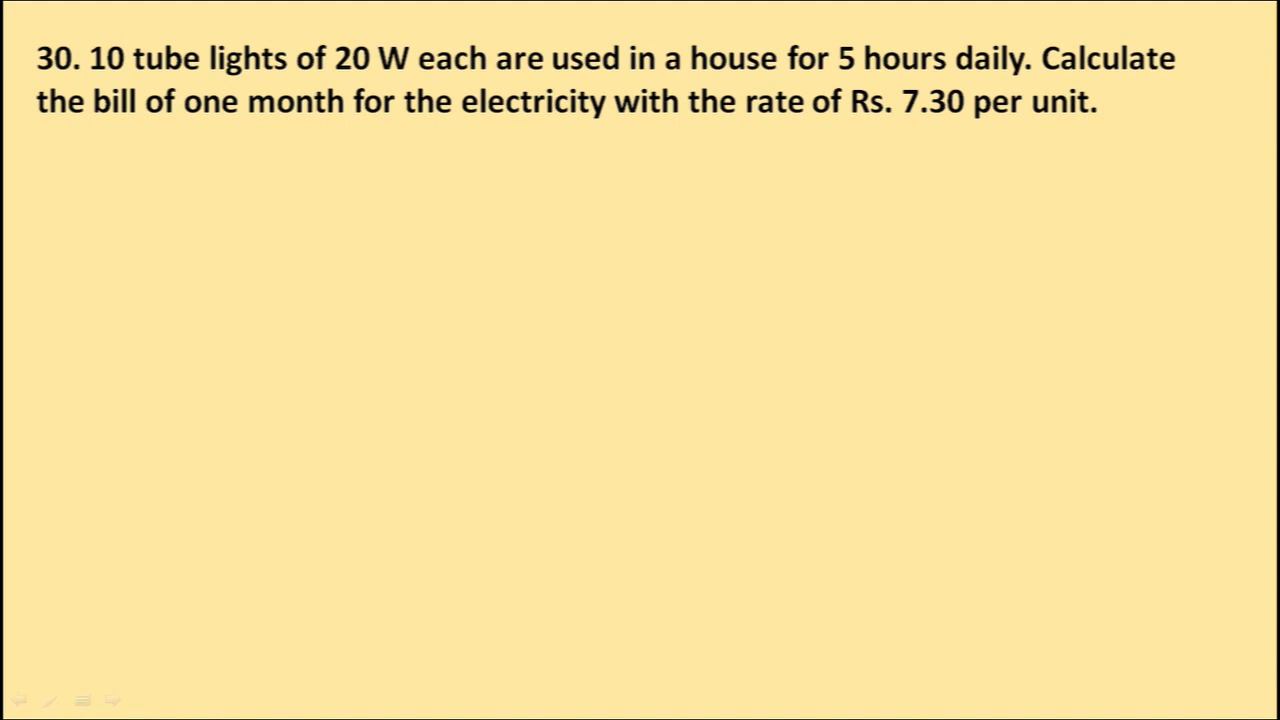 30. 10 tube lights of 20 W each are used in a house for 5 hours daily. Calculate
the bill of one month for the electricity with the rate of Rs. 7.30 per unit.